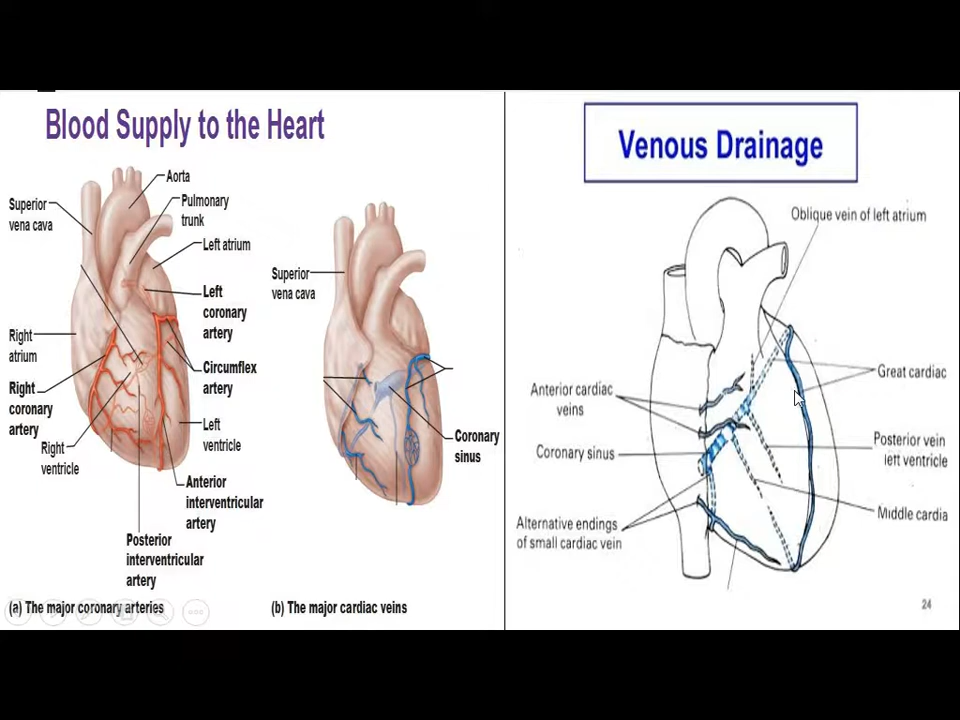 Blood Supply to the Heart
Aorta
Pulmonary
trunk
Superior
vena cava
Left atrium
Left
coronary
artery
Right
atrium
Circumflex
artery
Right
coronary
artery
Left
ventricle
Right
ventricle
Anterior
interventricular
artery
Posterior
interventricular
artery
(a) The major coronary arteries
Superior
vena cava
Coronary
sinus
(b) The major cardiac veins
Venous Drainage
Oblique vein of left atrium
Great cardiac
Anterior cardiac
veins
Posterior vein
left ventricle
Coronary sinus
Middle cardia
Alternative endings
of small cardiac vein
24